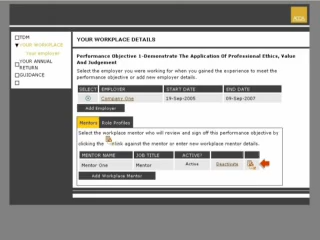 ACCA
TDM
YOUR WORKPLACE
Your employer
YOUR ANNUAL
RETURN
GUIDANCE
YOUR WORKPLACE DETAILS
Performance Objective 1-Demonstrate The Application Of Professional Ethics, Value
And Judgement
Select the employer you were working for when you gained the experience to meet the
performance objective or add new employer details.
SELECT EMPLOYER START DATE END DATE
Company One 19-Sep-2005 09-Sep-2007
Add Employer
Mentors Role Profiles
Select the workplace mentor who will review and sign off this performance objective by
clicking the link against the mentor or enter new workplace mentor details.
MENTOR NAME JOB TITLE ACTIVE?
Mentor One Mentor Active Deactivate
Add Workplace Mentor